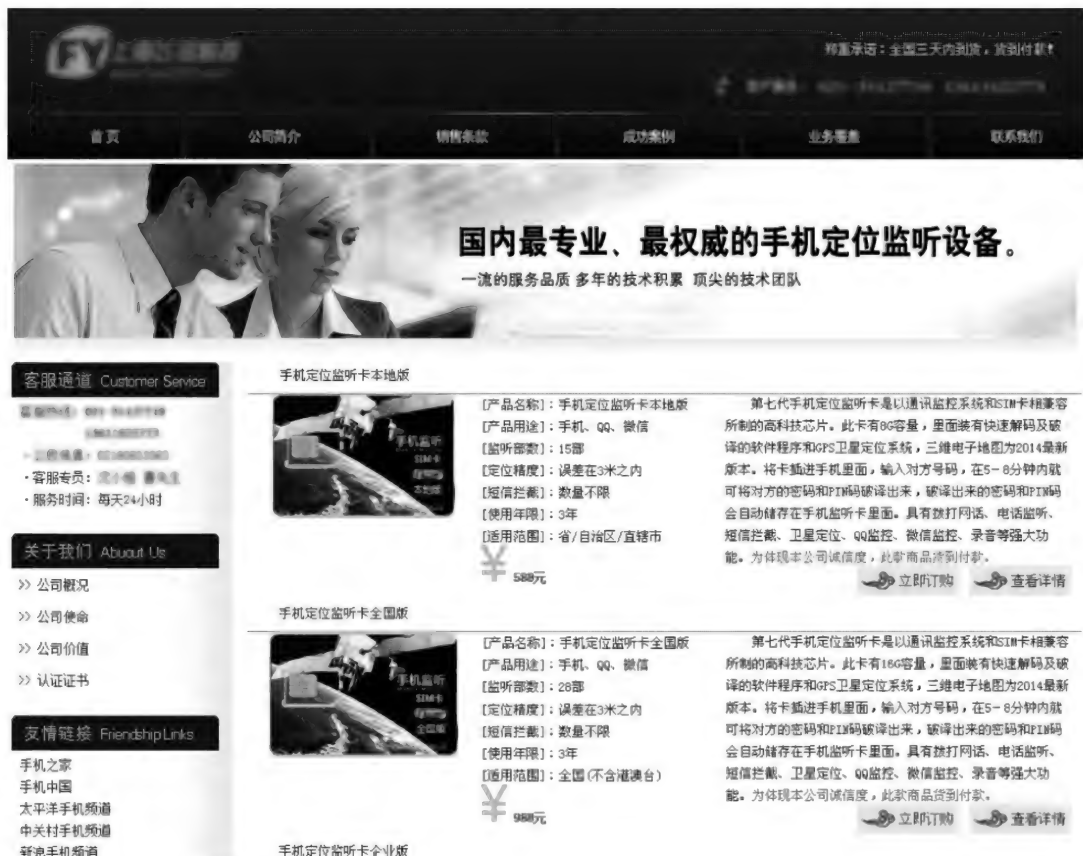 FY
郑重承诺：全国三天内到货，货到付款！
首页 公司简介 销售条款 成功案例 业务覆盖 联系我们
国内最专业、最权威的手机定位监听设备。
一流的服务品质 多年的技术积累 顶尖的技术团队
客服通道 Customer Service
·客服专员：
·服务时间：每天24小时
关于我们 Abuout Us
>> 公司概况
>> 公司使命
>> 公司价值
>> 认证证书
友情链接 FriendshipLinks
手机之家
手机中国
太平洋手机频道
中关村手机频道
新浪手机频道
手机定位监听卡本地版
手机监听
SIM卡
本地版
[产品名称]：手机定位监听卡本地版
[产品用途]：手机、QQ、微信
[监听部数]：15部
[定位精度]：误差在3米之内
[短信拦截]：数量不限
[使用年限]：3年
[适用范围]：省/自治区/直辖市
¥ 588元
第七代手机定位监听卡是以通讯监控系统和SIM卡相兼容
所制的高科技芯片。此卡有8G容量，里面装有快速解码及破
译的软件程序和GPS卫星定位系统，三维电子地图为2014最新
版本。将卡插进手机里面，输入对方号码，在5-8分钟内就
可将对方的密码和PIN码破译出来，破译出来的密码和PIN码
会自动储存在手机监听卡里面。具有拨打网话、电话监听、
短信拦截、卫星定位、QQ监控、微信监控、录音等强大功
能。为体现本公司诚信度，此款商品货到付款。
立即订购 查看详情
手机定位监听卡全国版
手机监听
SIM卡
全国版
[产品名称]：手机定位监听卡全国版
[产品用途]：手机、QQ、微信
[监听部数]：28部
[定位精度]：误差在3米之内
[短信拦截]：数量不限
[使用年限]：3年
[适用范围]：全国(不含港澳台)
¥ 988元
第七代手机定位监听卡是以通讯监控系统和SIM卡相兼容
所制的高科技芯片。此卡有16G容量，里面装有快速解码及破
译的软件程序和GPS卫星定位系统，三维电子地图为2014最新
版本。将卡插进手机里面，输入对方号码，在5-8分钟内就
可将对方的密码和PIN码破译出来，破译出来的密码和PIN码
会自动储存在手机监听卡里面。具有拨打网话、电话监听、
短信拦截、卫星定位、QQ监控、微信监控、录音等强大功
能。为体现本公司诚信度，此款商品货到付款。
立即订购 查看详情
手机定位监听卡企业版